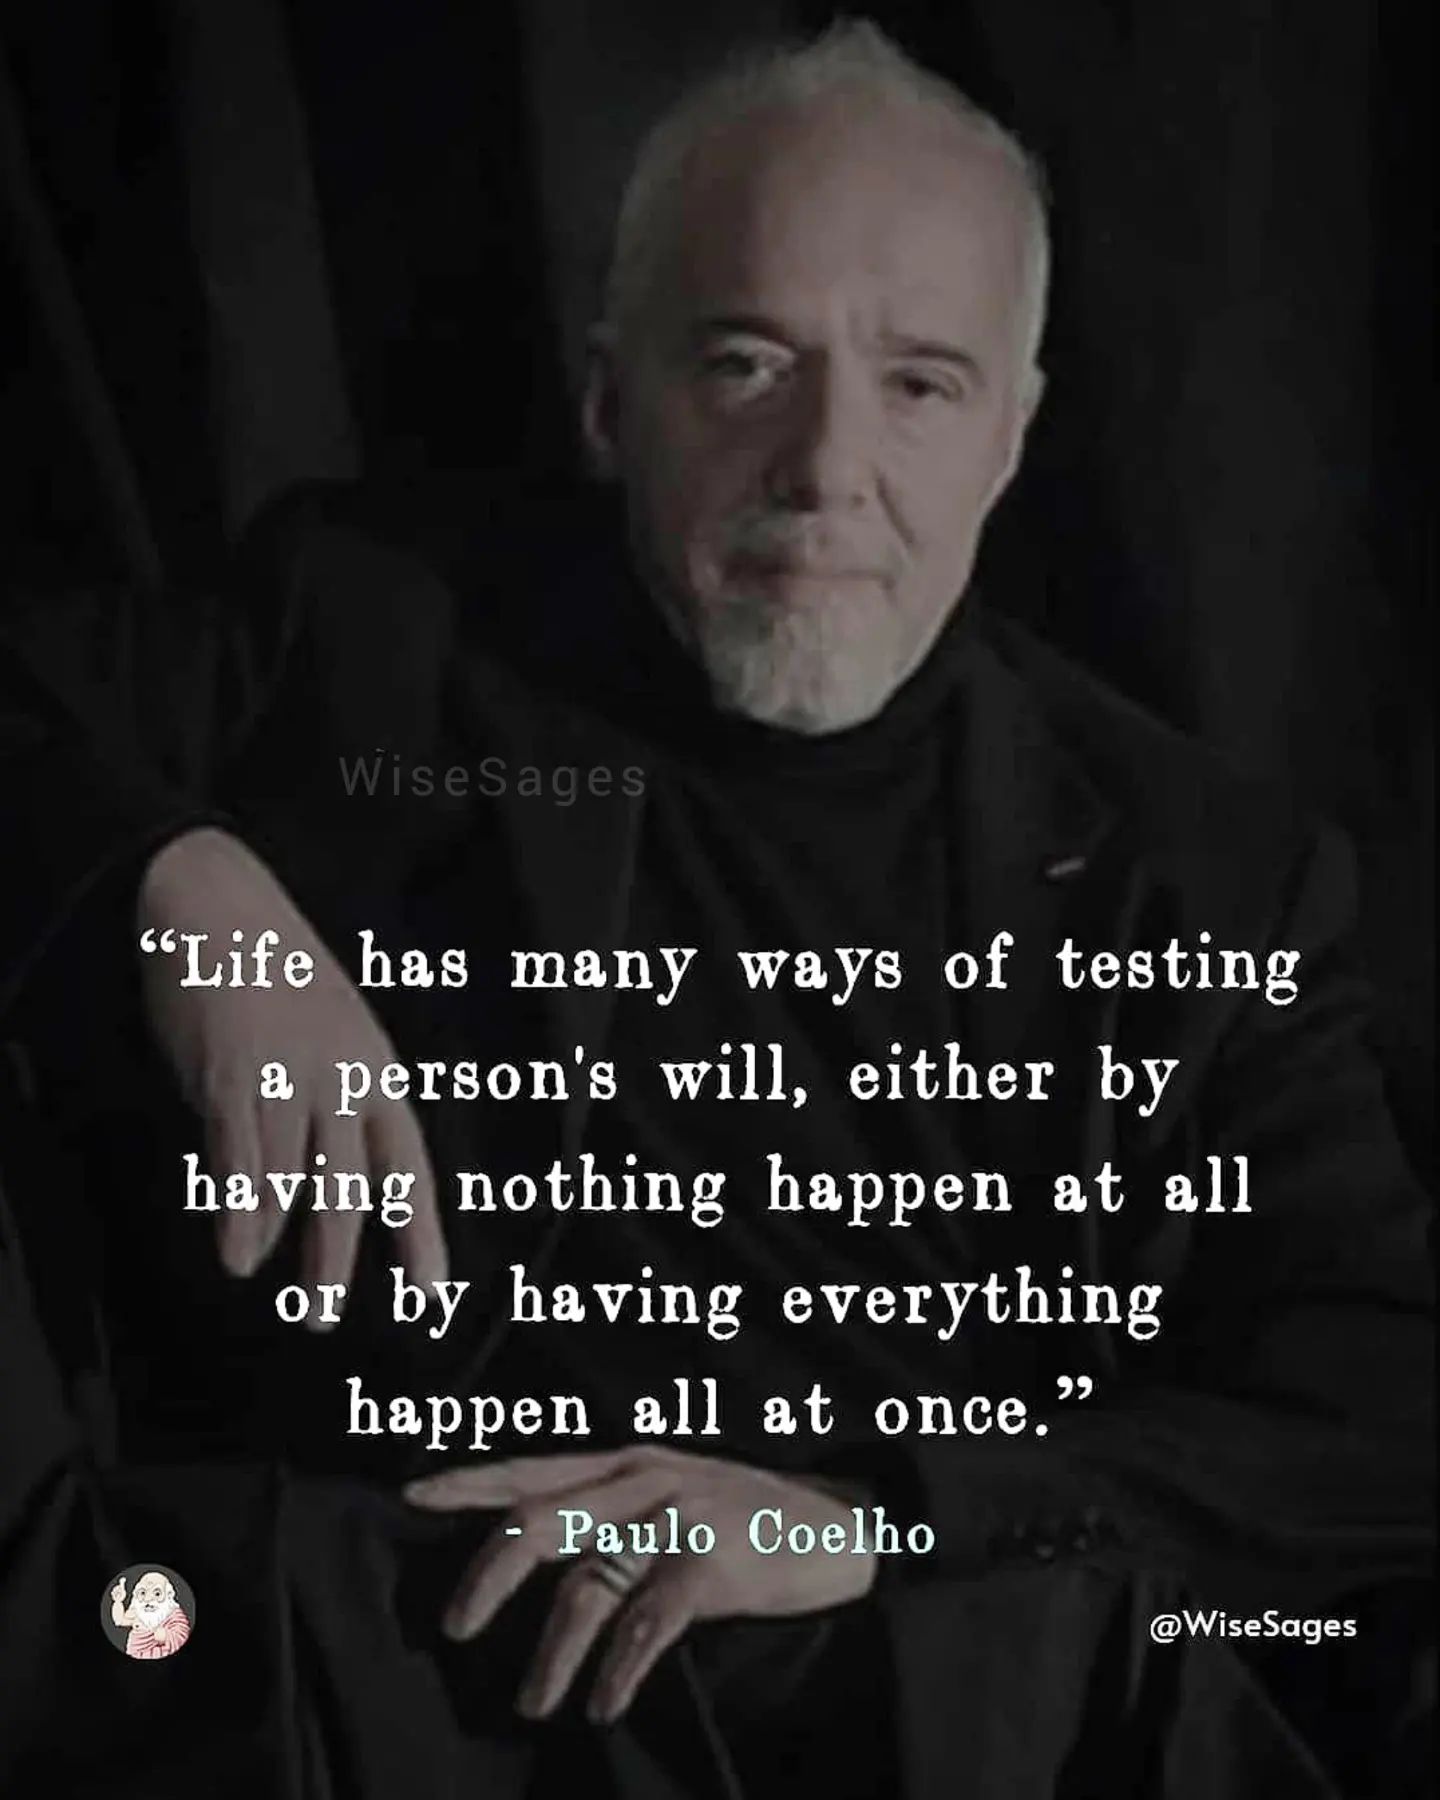 WiseSages
“Life has many ways of testing
a person's will, either by
having nothing happen at all
or by having everything
happen all at once.”
- Paulo Coelho
@WiseSages